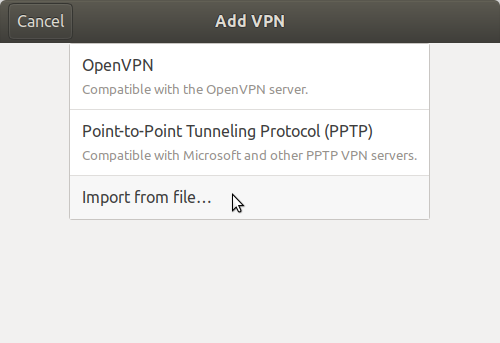 Cancel
Add VPN
OpenVPN
Compatible with the OpenVPN server.
Point-to-Point Tunneling Protocol (PPTP)
Compatible with Microsoft and other PPTP VPN servers.
Import from file…